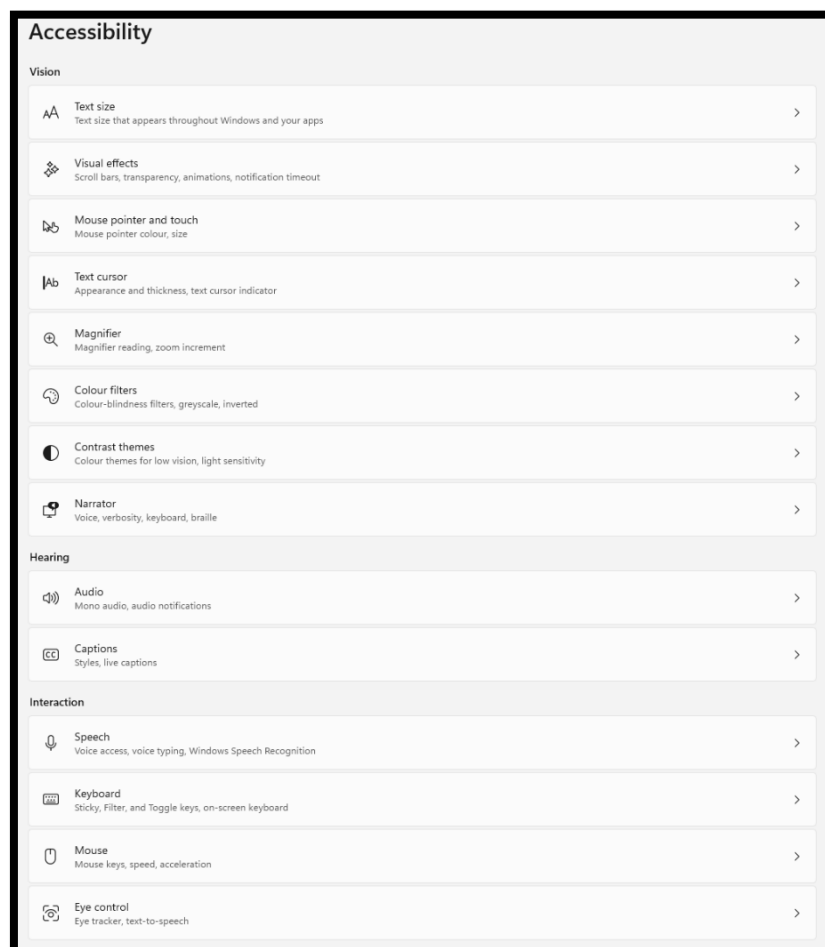 Accessibility
Vision
Text size
Text size that appears throughout Windows and your apps
Visual effects
Scroll bars, transparency, animations, notification timeout
Mouse pointer and touch
Mouse pointer colour, size
Text cursor
Appearance and thickness, text cursor indicator
Magnifier
Magnifier reading, zoom increment
Colour filters
Colour-blindness filters, greyscale, inverted
Contrast themes
Colour themes for low vision, light sensitivity
Narrator
Voice, verbosity, keyboard, braille
Hearing
Audio
Mono audio, audio notifications
Captions
Styles, live captions
Interaction
Speech
Voice access, voice typing, Windows Speech Recognition
Keyboard
Sticky, Filter, and Toggle keys, on-screen keyboard
Mouse
Mouse keys, speed, acceleration
Eye control
Eye tracker, text-to-speech